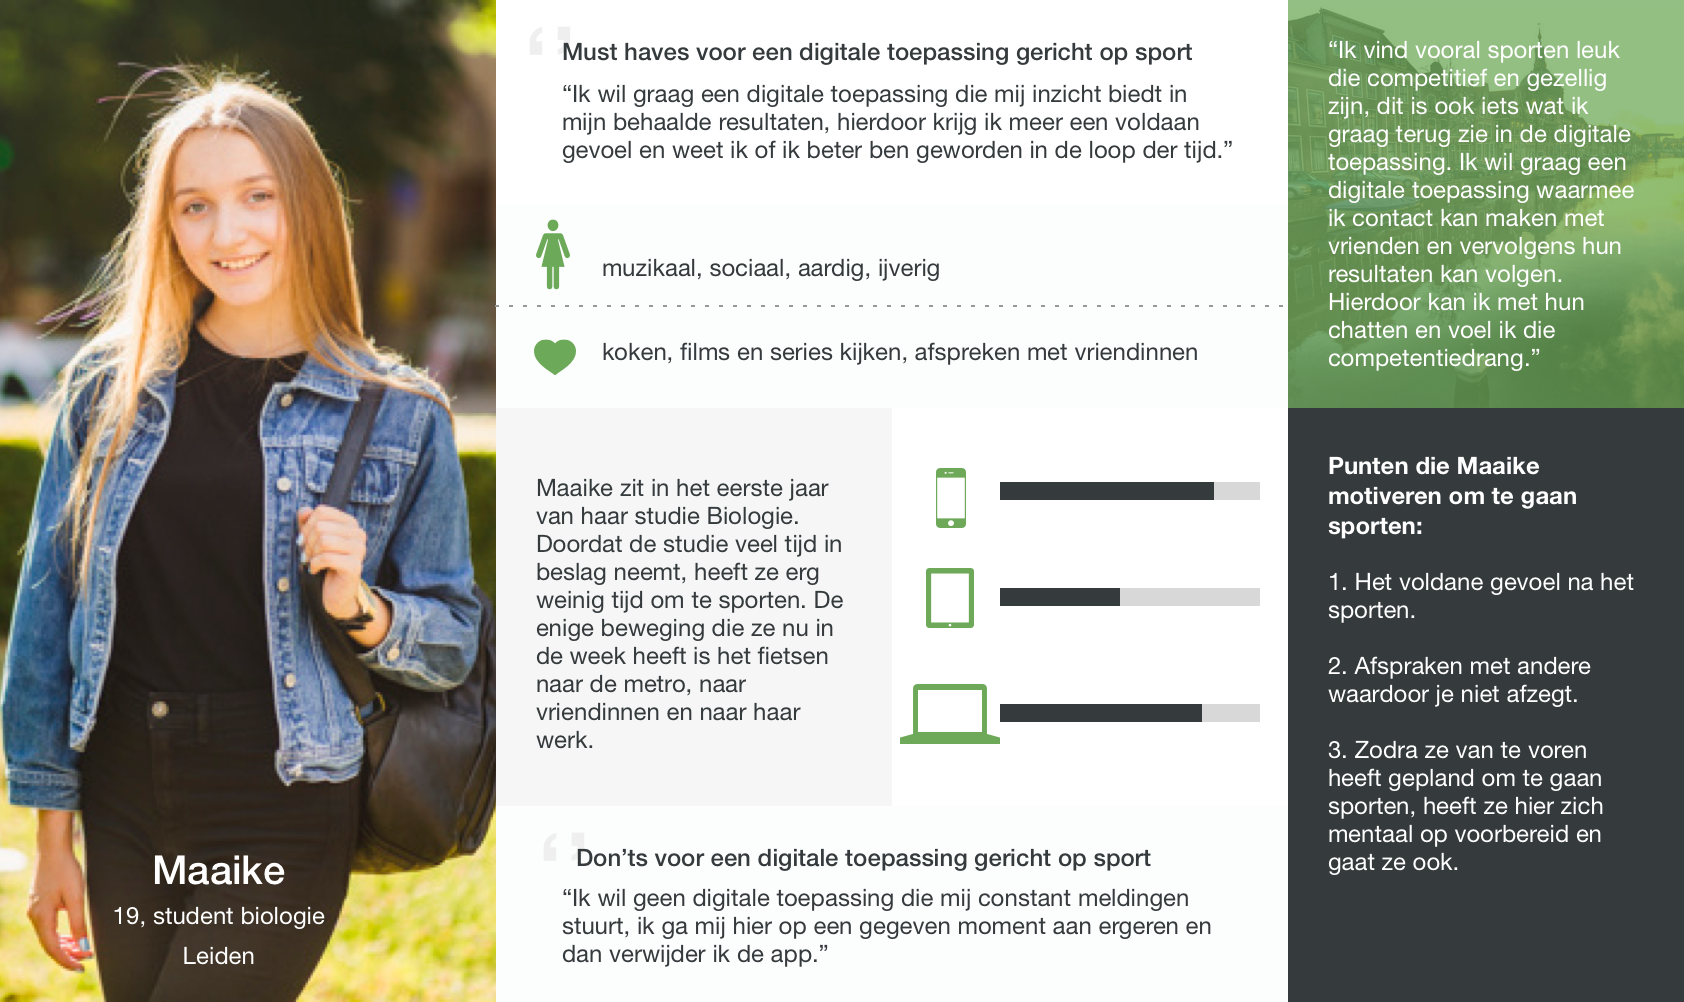 Must haves voor een digitale toepassing gericht op sport
“Ik wil graag een digitale toepassing die mij inzicht biedt in
mijn behaalde resultaten, hierdoor krijg ik meer een voldaan
gevoel en weet ik of ik beter ben geworden in de loop der tijd.”
muzikaal, sociaal, aardig, ijverig
koken, films en series kijken, afspreken met vriendinnen
Maaike zit in het eerste jaar
van haar studie Biologie.
Doordat de studie veel tijd in
beslag neemt, heeft ze erg
weinig tijd om te sporten. De
enige beweging die ze nu in
de week heeft is het fietsen
naar de metro, naar
vriendinnen en naar haar
werk.
Don’ts voor een digitale toepassing gericht op sport
“Ik wil geen digitale toepassing die mij constant meldingen
stuurt, ik ga mij hier op een gegeven moment aan ergeren en
dan verwijder ik de app.”
Maaike
19, student biologie
Leiden
“Ik vind vooral sporten leuk
die competitief en gezellig
zijn, dit is ook iets wat ik
graag terug zie in de digitale
toepassing. Ik wil graag een
digitale toepassing waarmee
ik contact kan maken met
vrienden en vervolgens hun
resultaten kan volgen.
Hierdoor kan ik met hun
chatten en voel ik die
competentiedrang.”
Punten die Maaike
motiveren om te gaan
sporten:
1. Het voldane gevoel na het
sporten.
2. Afspraken met andere
waardoor je niet afzegt.
3. Zodra ze van te voren
heeft gepland om te gaan
sporten, heeft ze hier zich
mentaal op voorbereid en
gaat ze ook.